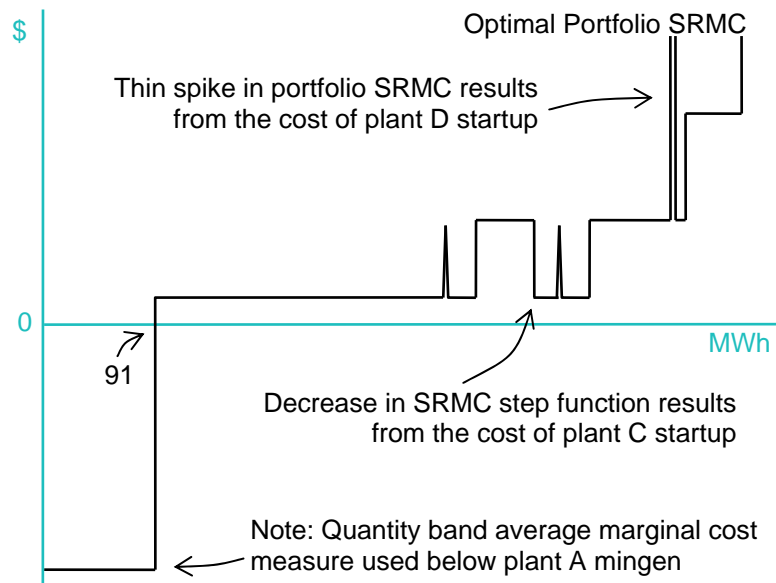 $
Optimal Portfolio SRMC
Thin spike in portfolio SRMC results
from the cost of plant D startup
0
MWh
91
Decrease in SRMC step function results
from the cost of plant C startup
Note: Quantity band average marginal cost
measure used below plant A mingen